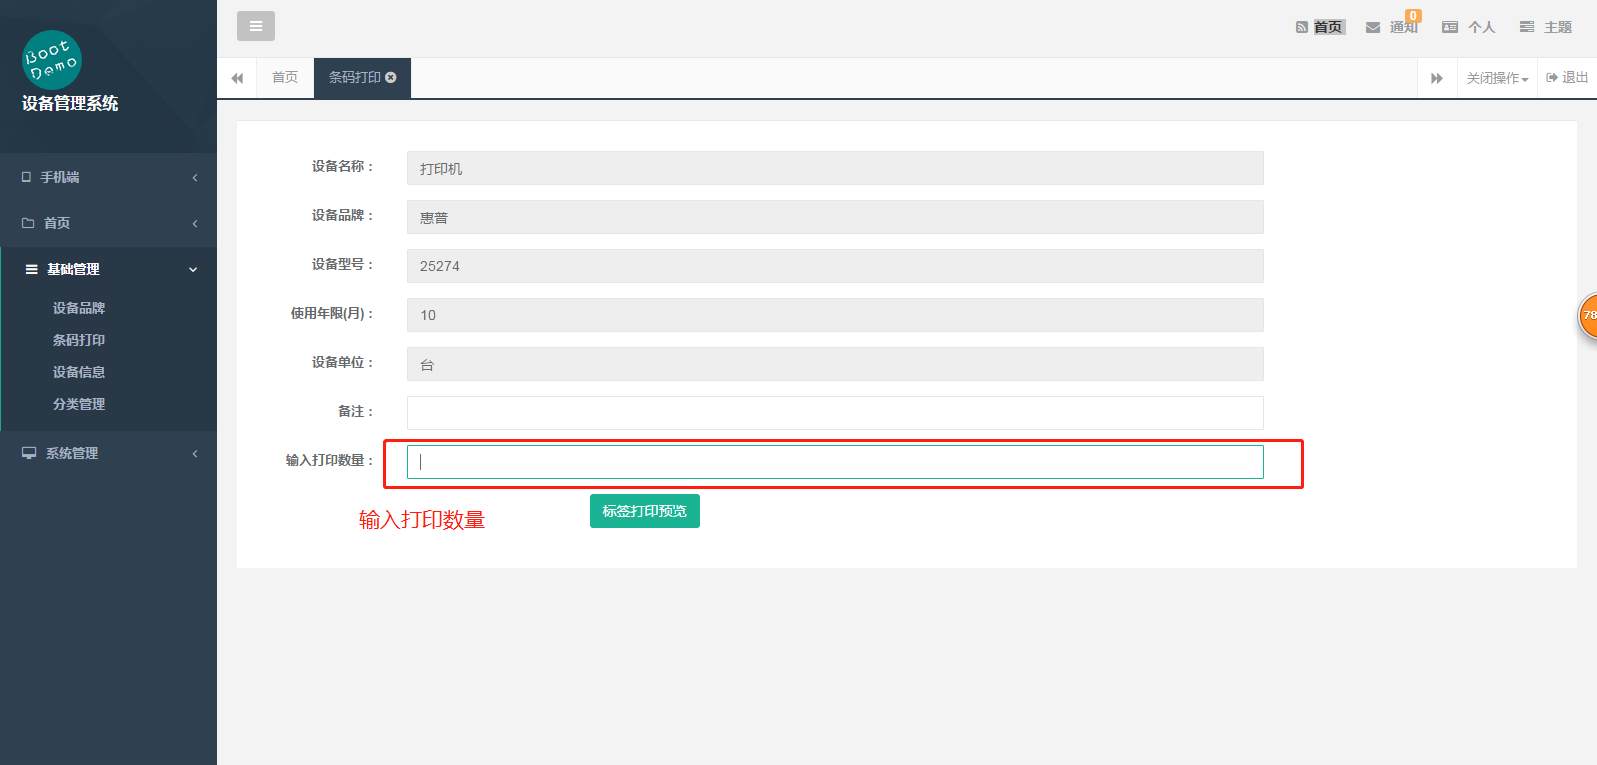 Boot
Demo
设备管理系统
手机端
首页
基础管理
设备品牌
条码打印
设备信息
分类管理
系统管理
首页 通知 0 个人 主题
首页 条码打印 关闭操作 退出
设备名称： 打印机
设备品牌： 惠普
设备型号： 25274
使用年限(月)： 10
设备单位： 台
备注：
输入打印数量：
输入打印数量
标签打印预览
78